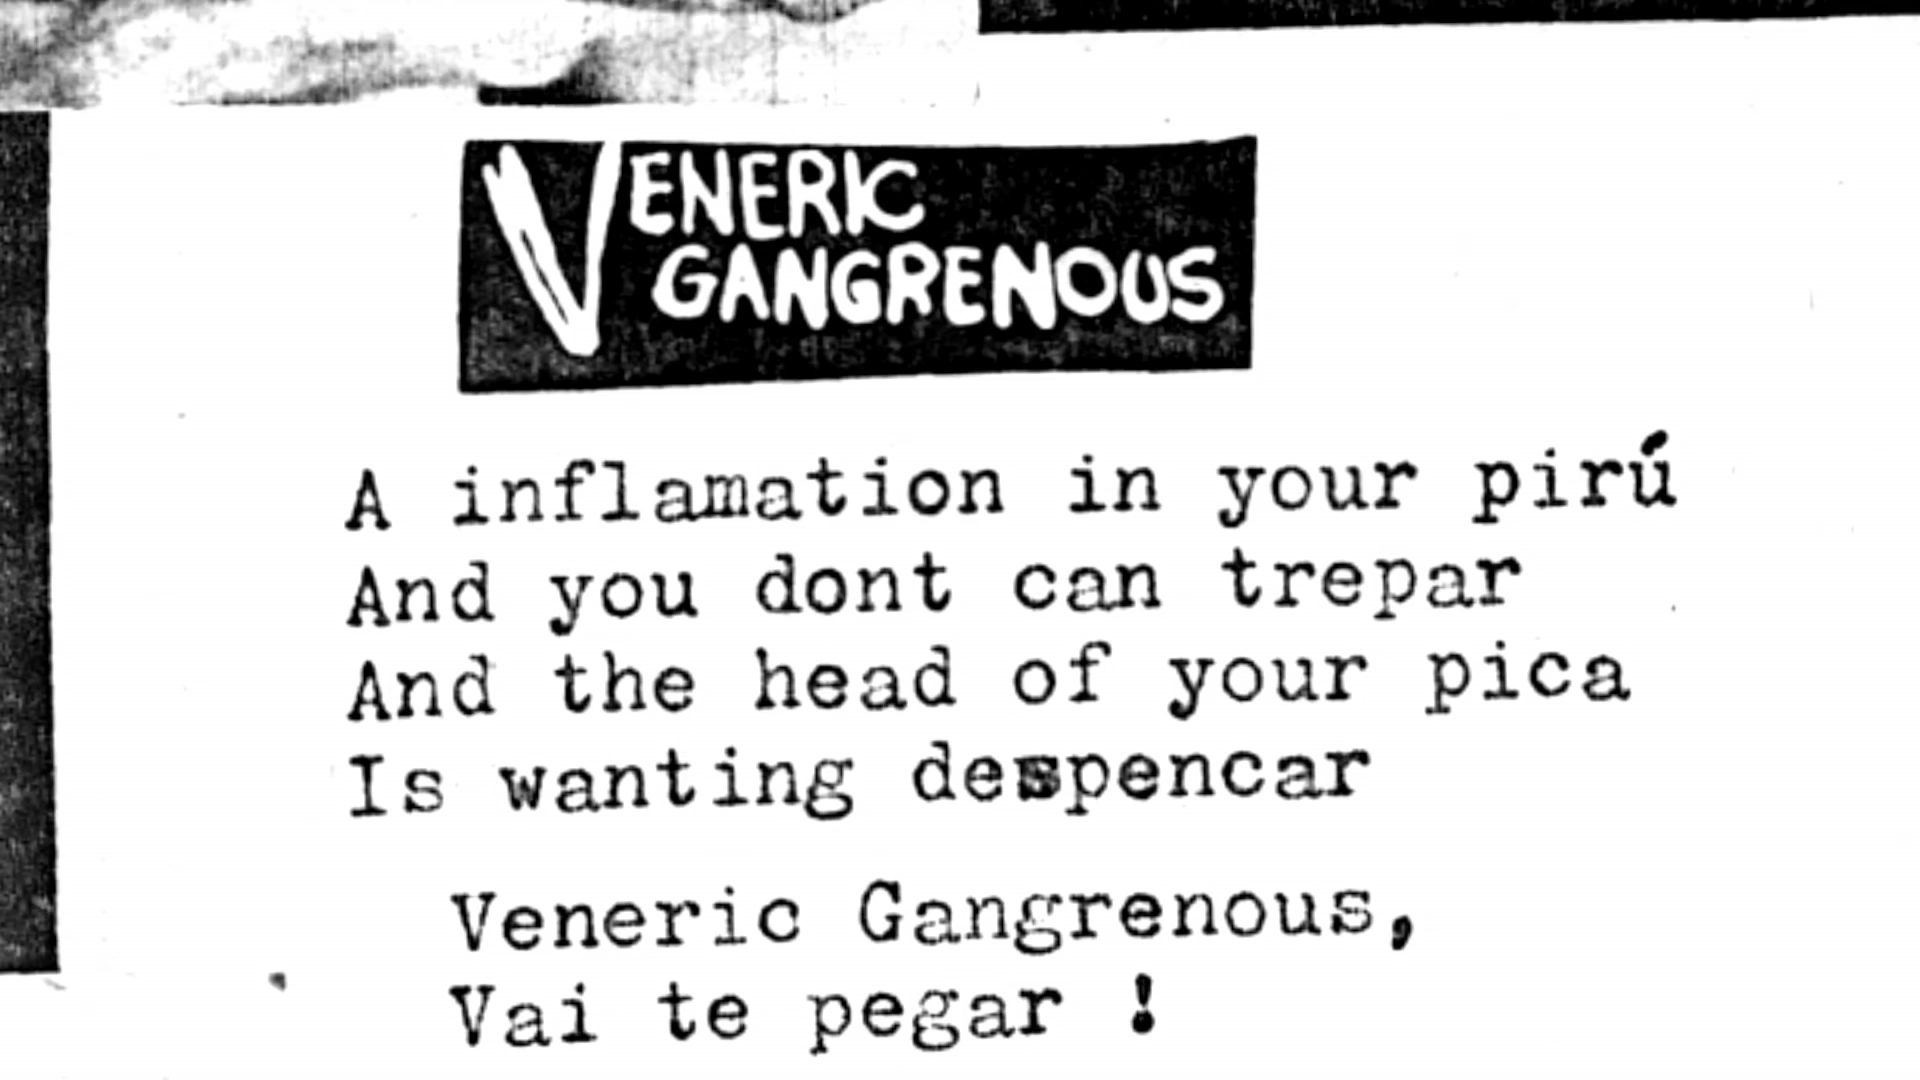 VENERIC
GANGRENOUS
A inflamation in your pirú
And you dont can trepar
And the head of your pica
Is wanting despencar
Veneric Gangrenous,
Vai te pegar !